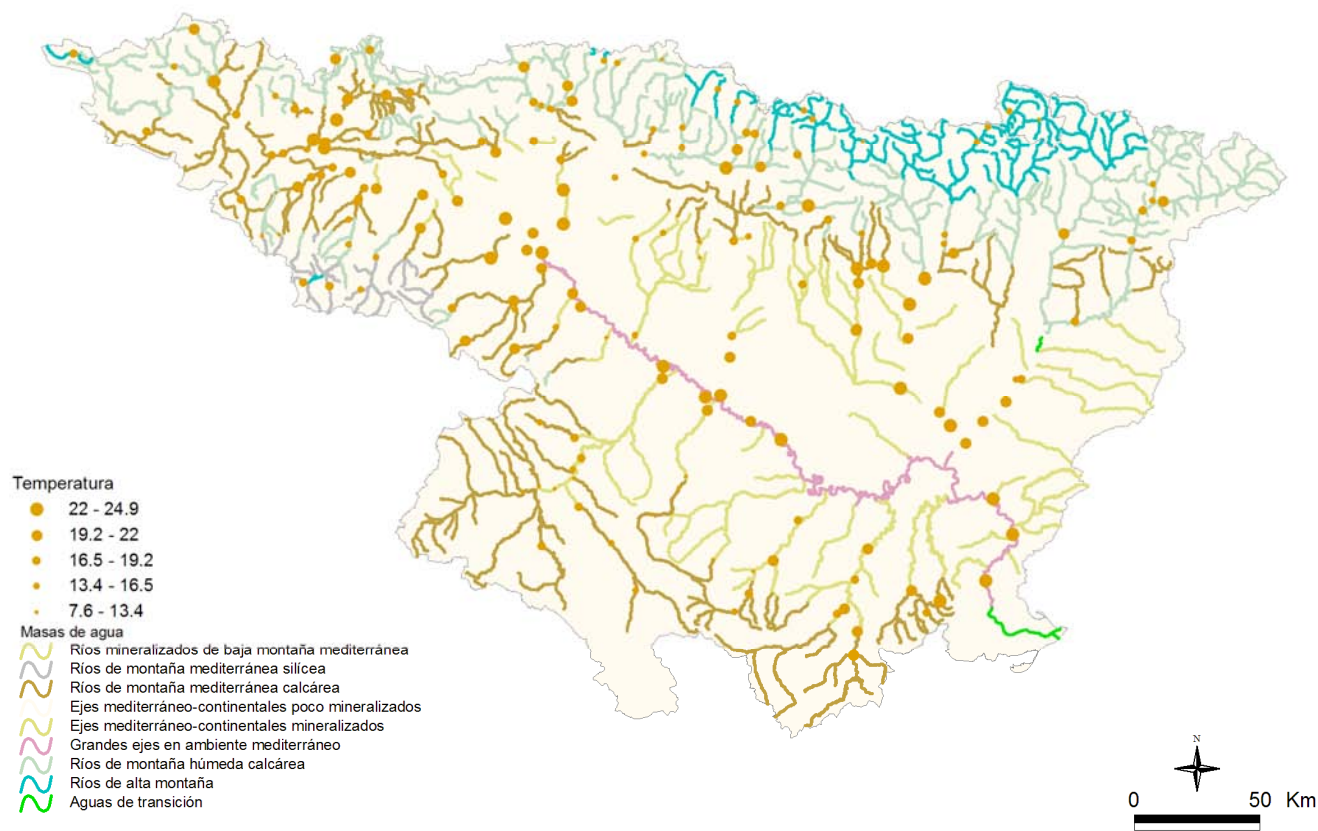 Temperatura
22 - 24.9
19.2 - 22
16.5 - 19.2
13.4 - 16.5
7.6 - 13.4
Masas de agua
Ríos mineralizados de baja montaña mediterránea
Ríos de montaña mediterránea silícea
Ríos de montaña mediterránea calcárea
Ejes mediterráneo-continentales poco mineralizados
Ejes mediterráneo-continentales mineralizados
Grandes ejes en ambiente mediterráneo
Ríos de montaña húmeda calcárea
Ríos de alta montaña
Aguas de transición
N
0 50 Km